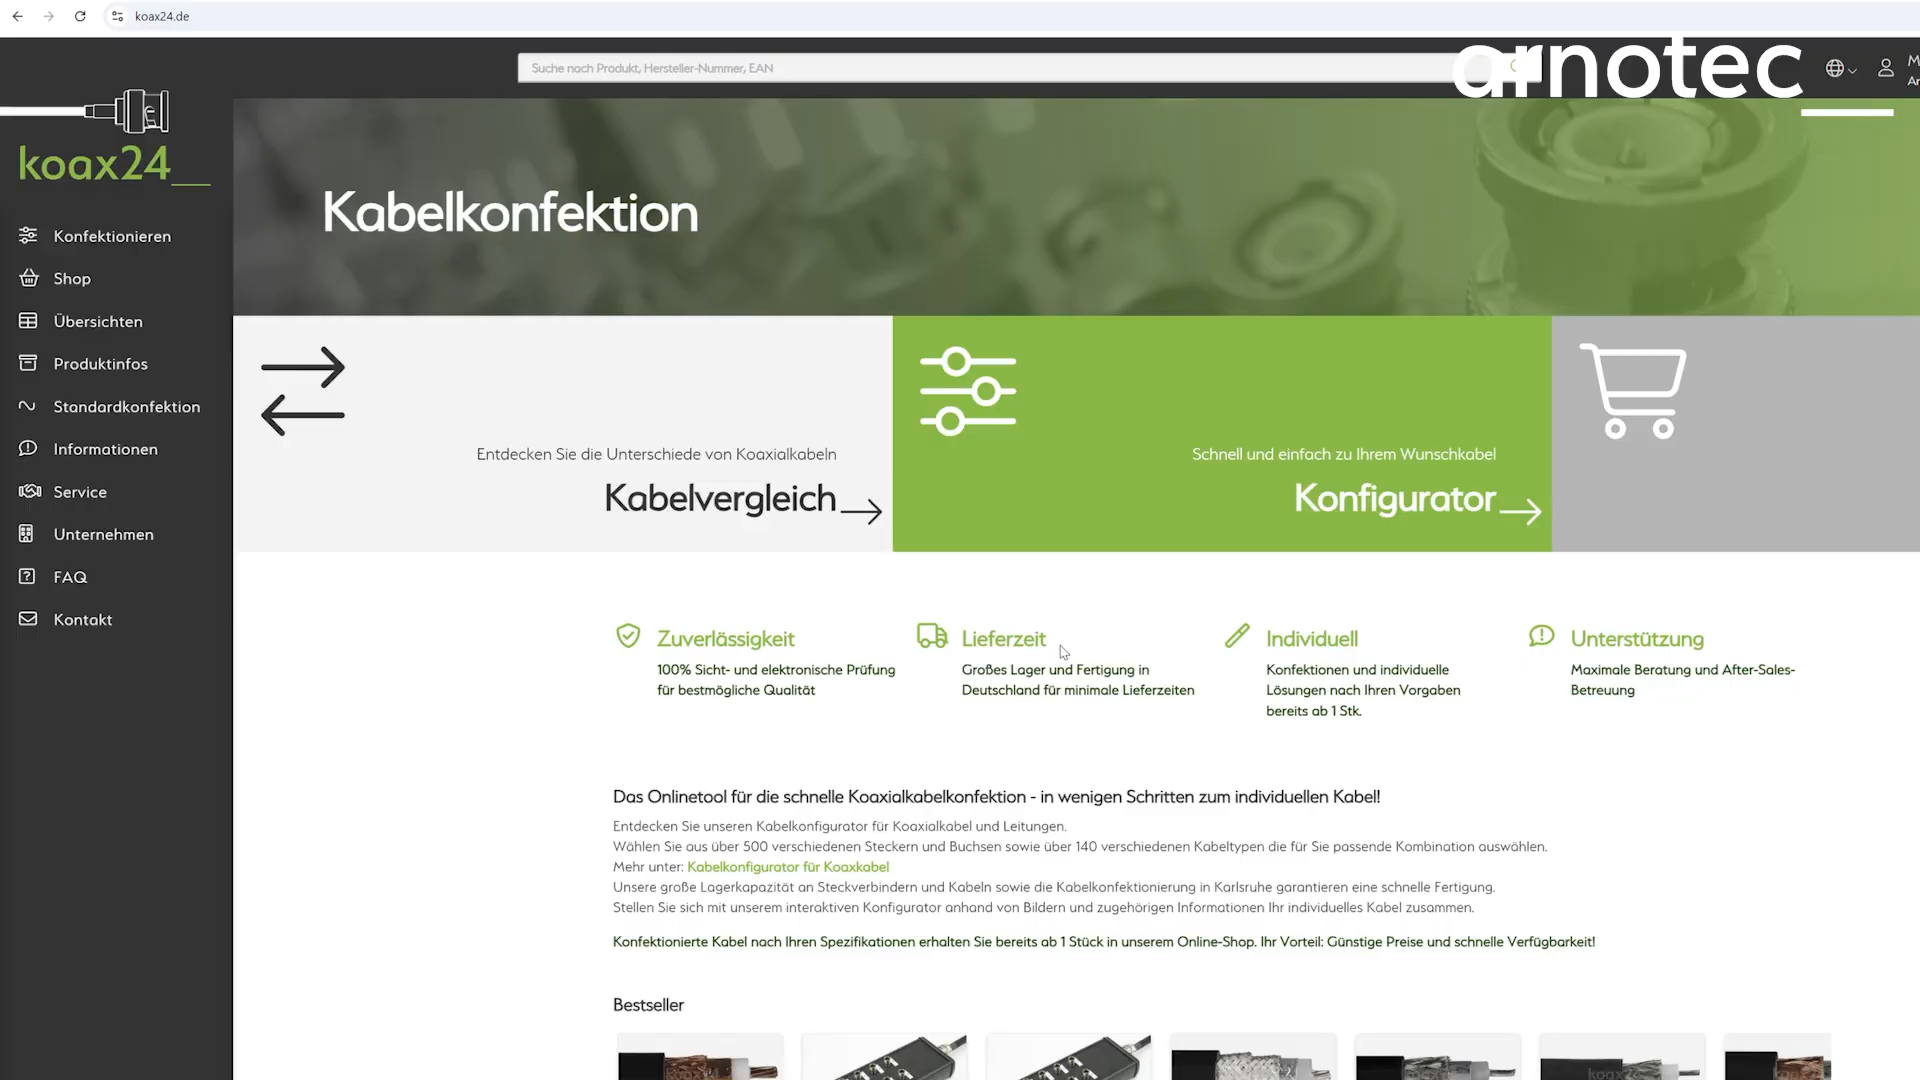 koax24.de
Suche nach Produkt, Hersteller-Nummer, EAN
arnotec
koax24_
Konfektionieren
Shop
Übersichten
Produktinfos
Standardkonfektion
Informationen
Service
Unternehmen
FAQ
Kontakt
Kabelkonfektion
Entdecken Sie die Unterschiede von Koaxialkabeln
Kabelvergleich
Schnell und einfach zu Ihrem Wunschkabel
Konfigurator
Zuverlässigkeit
100% Sicht- und elektronische Prüfung
für bestmögliche Qualität
Lieferzeit
Großes Lager und Fertigung in
Deutschland für minimale Lieferzeiten
Individuell
Konfektionen und individuelle
Lösungen nach Ihren Vorgaben
bereits ab 1 Stk.
Unterstützung
Maximale Beratung und After-Sales-
Betreuung
Das Onlinetool für die schnelle Koaxialkabelkonfektion - in wenigen Schritten zum individuellen Kabel!
Entdecken Sie unseren Kabelkonfigurator für Koaxialkabel und Leitungen.
Wählen Sie aus über 500 verschiedenen Steckern und Buchsen sowie über 140 verschiedenen Kabeltypen die für Sie passende Kombination auswählen.
Mehr unter: Kabelkonfigurator für Koaxkabel
Unsere große Lagerkapazität an Steckverbindern und Kabeln sowie die Kabelkonfektionierung in Karlsruhe garantieren eine schnelle Fertigung.
Stellen Sie sich mit unserem interaktiven Konfigurator anhand von Bildern und zugehörigen Informationen Ihr individuelles Kabel zusammen.
Konfektionierte Kabel nach Ihren Spezifikationen erhalten Sie bereits ab 1 Stück in unserem Online-Shop. Ihr Vorteil: Günstige Preise und schnelle Verfügbarkeit!
Bestseller